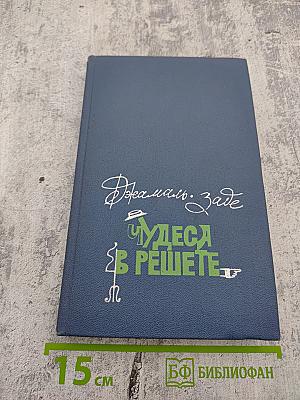 Джамаль-заде
ЧУДЕСА
В РЕШЕТЕ
15 см
БФ БИБЛИОФАН